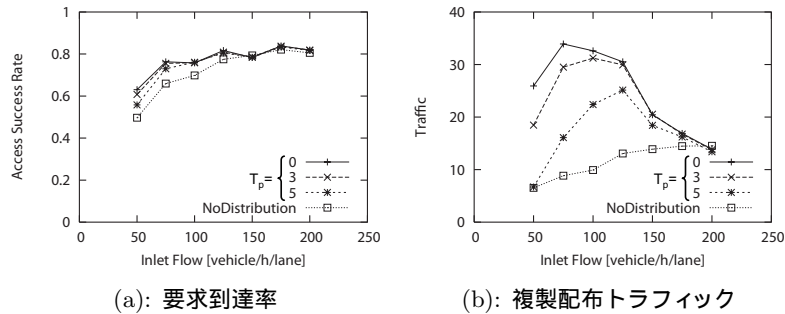 1
0.8
0.6
0.4
0.2
0
Access Success Rate
0 50 100 150 200 250
Inlet Flow [vehicle/h/lane]
Tp=
0
3
5
NoDistribution
(a): 要求到達率
40
30
20
10
0
Traffic
0 50 100 150 200 250
Inlet Flow [vehicle/h/lane]
Tp=
0
3
5
NoDistribution
(b): 複製配布トラフィック